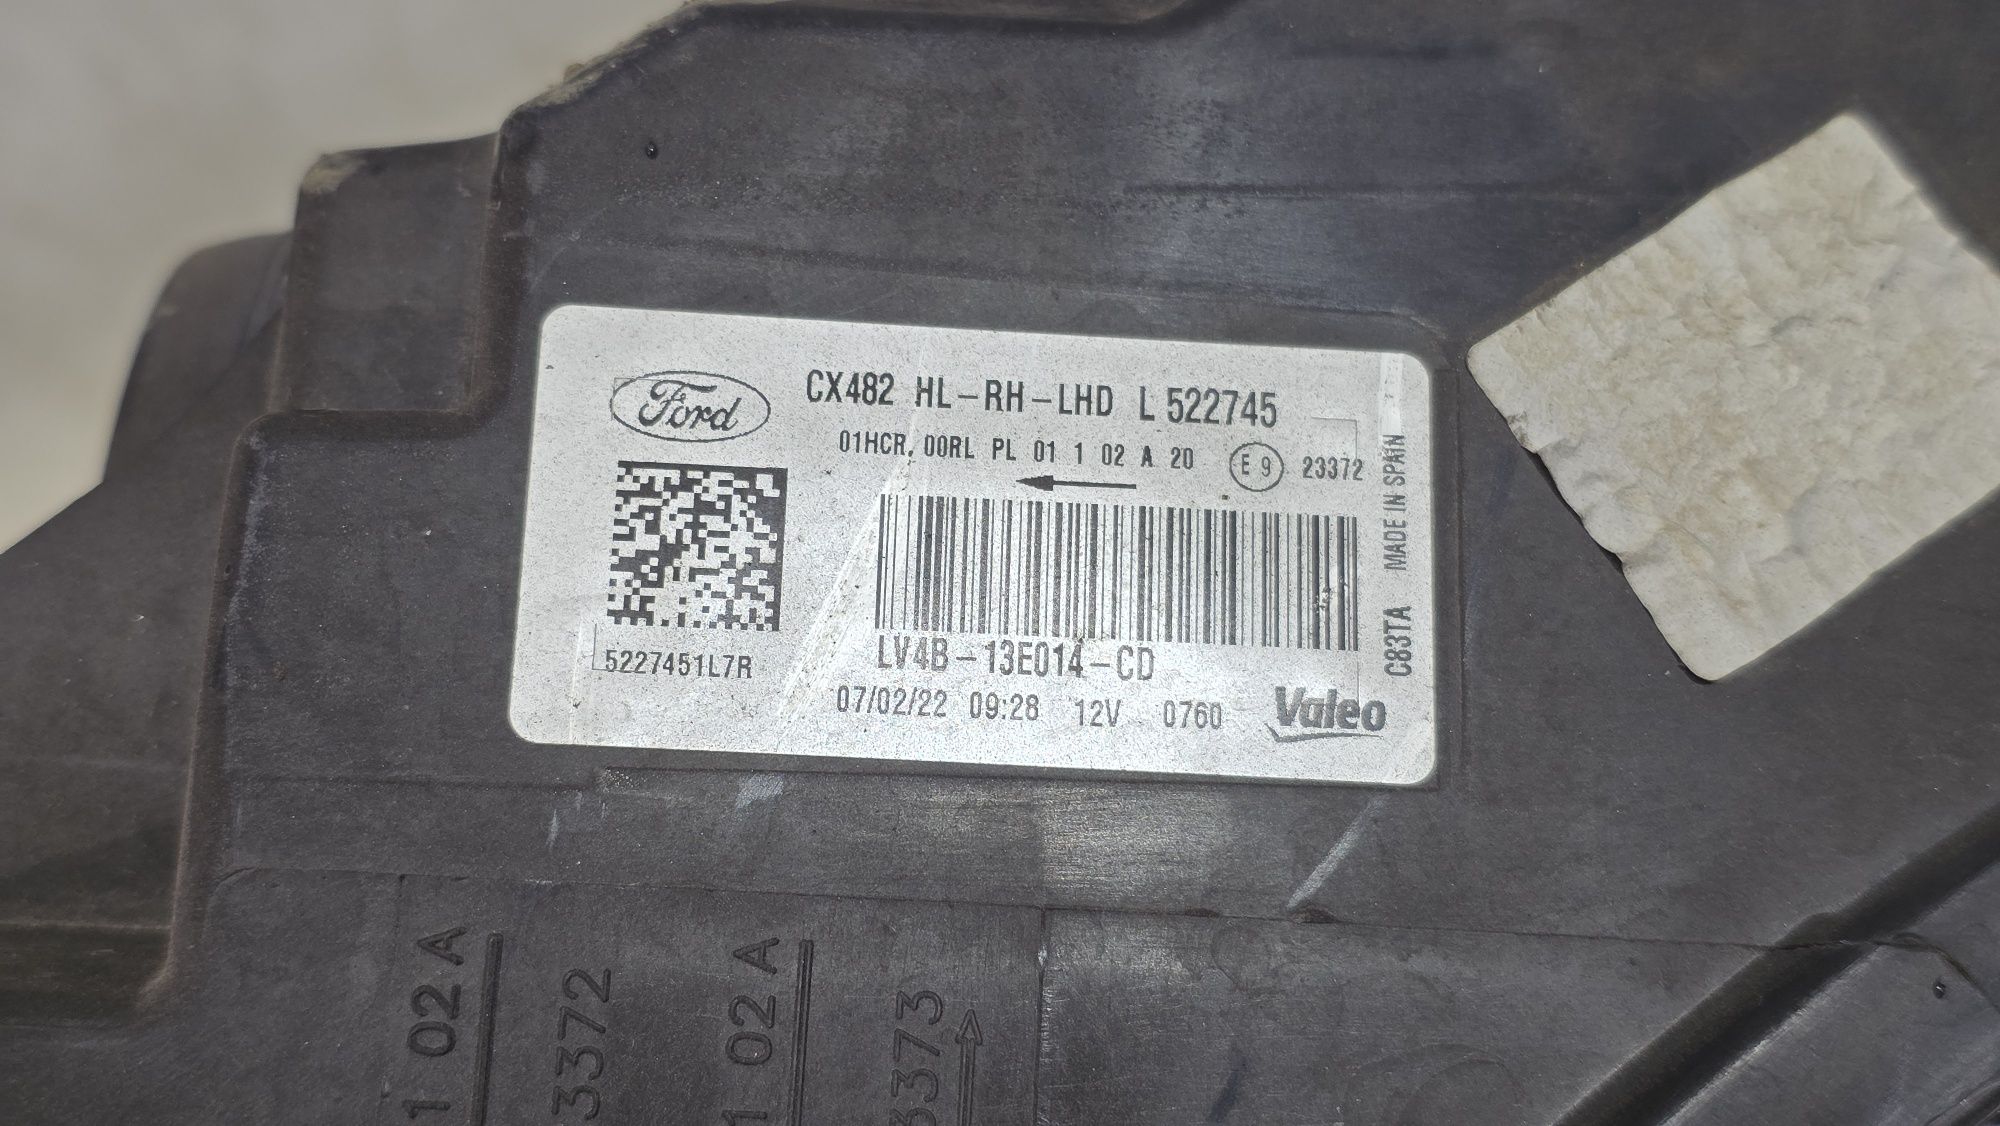 Ford
CX482 HL-RH-LHD L 522745
01HCR, 00RL PL 01 1 02 A 20 E 9 23372
5227451L7R
LV4B-13E014-CD
07/02/22 09:28 12V 0760
Valeo
C83TA MADE IN SPAIN
1 02 A
3372
1 02 A
3373